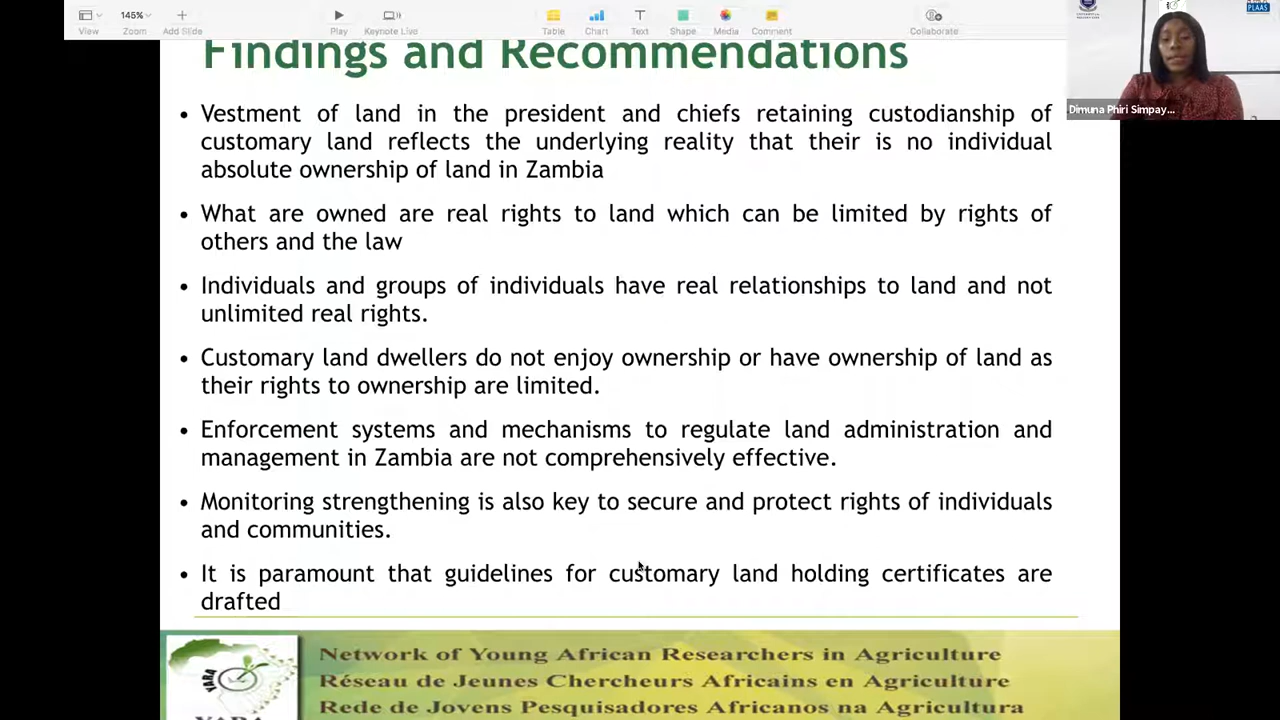 145%
View
Zoom
Add Slide
Play
Keynote Live
Table
Chart
Text
Shape
Media
Comment
Collaborate
PLAAS
Dimuna Phiri Simpay...
Findings and Recommendations
• Vestment of land in the president and chiefs retaining custodianship of
customary land reflects the underlying reality that their is no individual
absolute ownership of land in Zambia
• What are owned are real rights to land which can be limited by rights of
others and the law
• Individuals and groups of individuals have real relationships to land and not
unlimited real rights.
• Customary land dwellers do not enjoy ownership or have ownership of land as
their rights to ownership are limited.
• Enforcement systems and mechanisms to regulate land administration and
management in Zambia are not comprehensively effective.
• Monitoring strengthening is also key to secure and protect rights of individuals
and communities.
• It is paramount that guidelines for customary land holding certificates are
drafted
YARA
YARA
Network of Young African Researchers in Agriculture
Réseau de Jeunes Chercheurs Africains en Agriculture
Rede de Jovens Pesquisadores Africanos na Agricultura